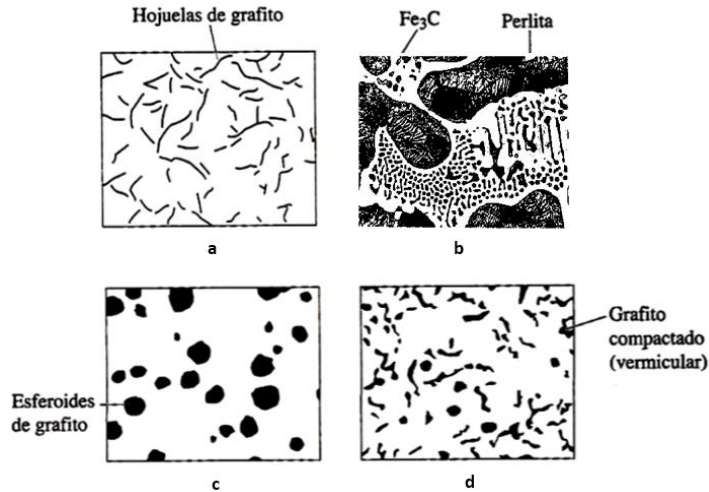 Hojuelas de grafito
Fe₃C
Perlita
a
b
Esferoides
de grafito
Grafito
compactado
(vermicular)
c
d